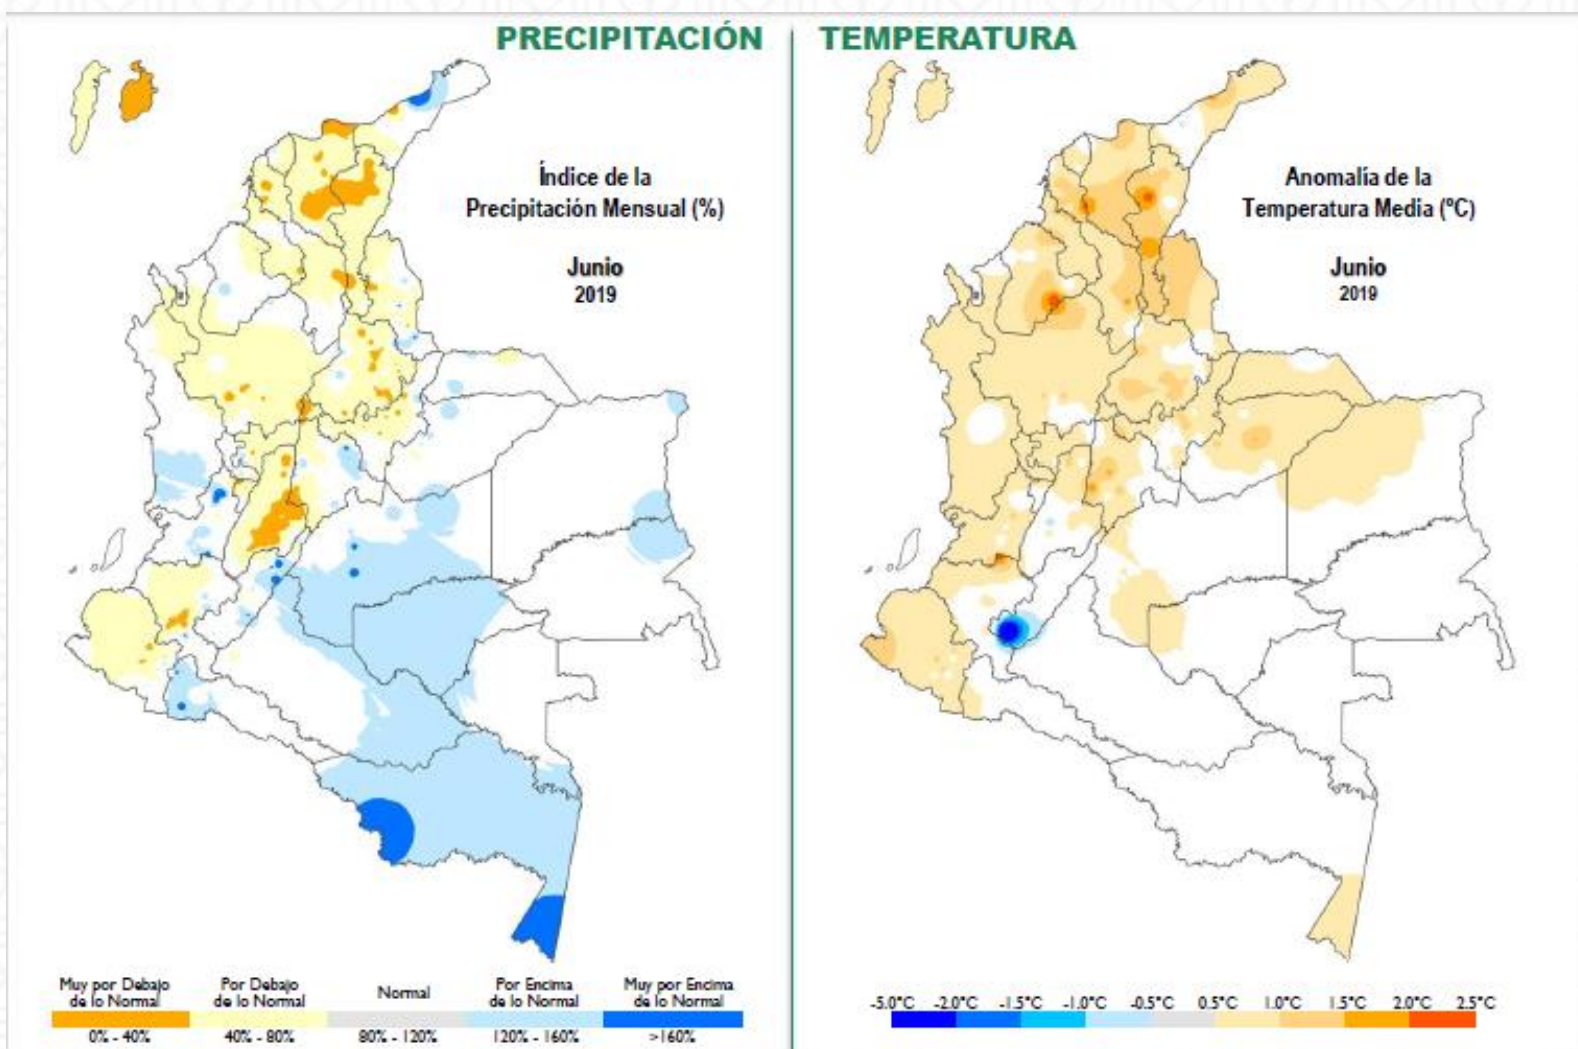 PRECIPITACIÓN
Índice de la
Precipitación Mensual (%)
Junio
2019
Muy por Debajo
de lo Normal
Por Debajo
de lo Normal
Normal
Por Encima
de lo Normal
Muy por Encima
de lo Normal
0% - 40%
40% - 80%
80% - 120%
120% - 160%
>160%
TEMPERATURA
Anomalía de la
Temperatura Media (ºC)
Junio
2019
-5.0°C -2.0°C -1.5°C -1.0°C -0.5°C 0.5°C 1.0°C 1.5°C 2.0°C 2.5°C